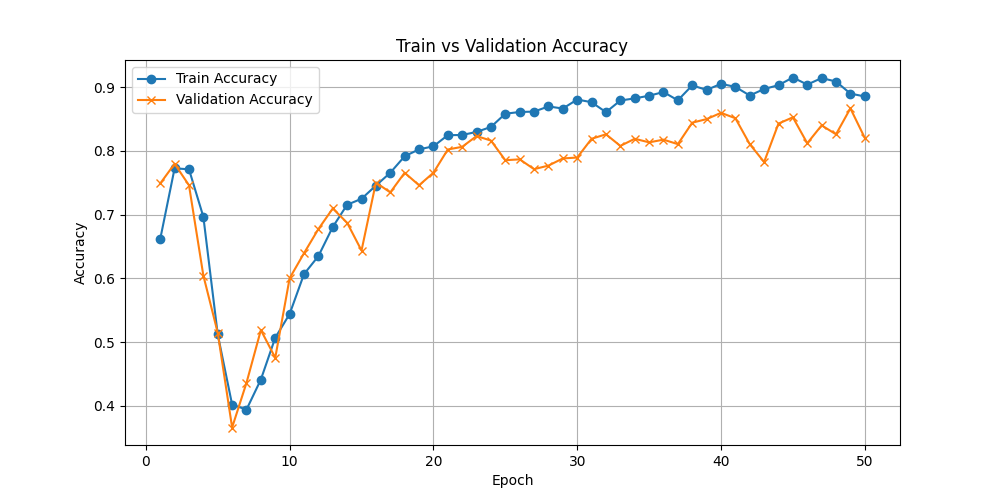 Train vs Validation Accuracy
Train Accuracy
Validation Accuracy
0.9
0.8
0.7
0.6
0.5
0.4
Accuracy
0 10 20 30 40 50
Epoch